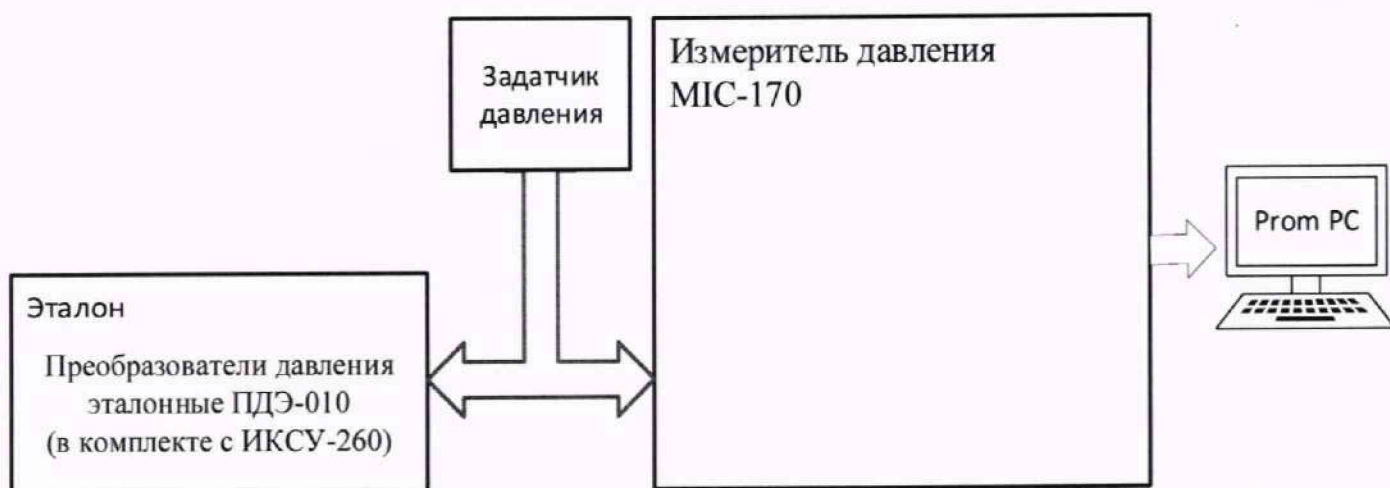 Задатчик
давления
Измеритель давления
MIC-170
Prom PC
Эталон
Преобразователи давления
эталонные ПДЭ-010
(в комплекте с ИКСУ-260)